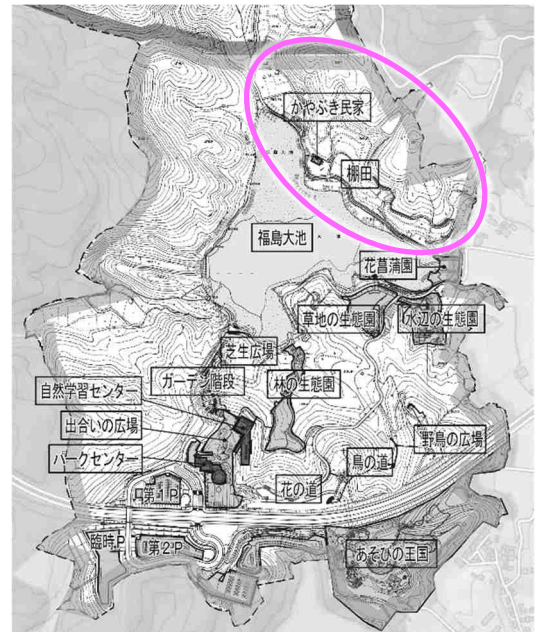 かやぶき民家
棚田
福島大池
花菖蒲園
草地の生態園
水辺の生態園
芝生広場
ガーデン階段
林の生態園
自然学習センター
出合いの広場
パークセンター
野鳥の広場
鳥の道
花の道
第1P
臨時P
第2P
あそびの王国